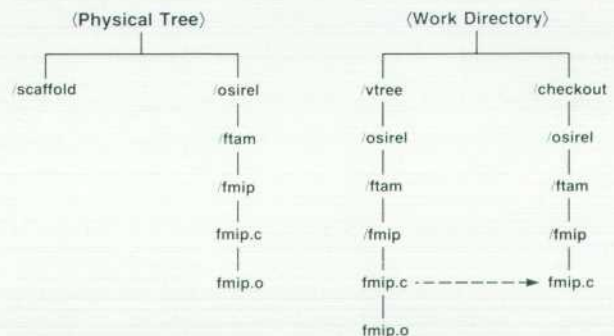 ⟨Physical Tree⟩ ⟨Work Directory⟩
/scaffold /osirel /vtree /checkout
/ftam /osirel /osirel
/fmip /ftam /ftam
fmip.c /fmip /fmip
fmip.o fmip.c fmip.c
fmip.o